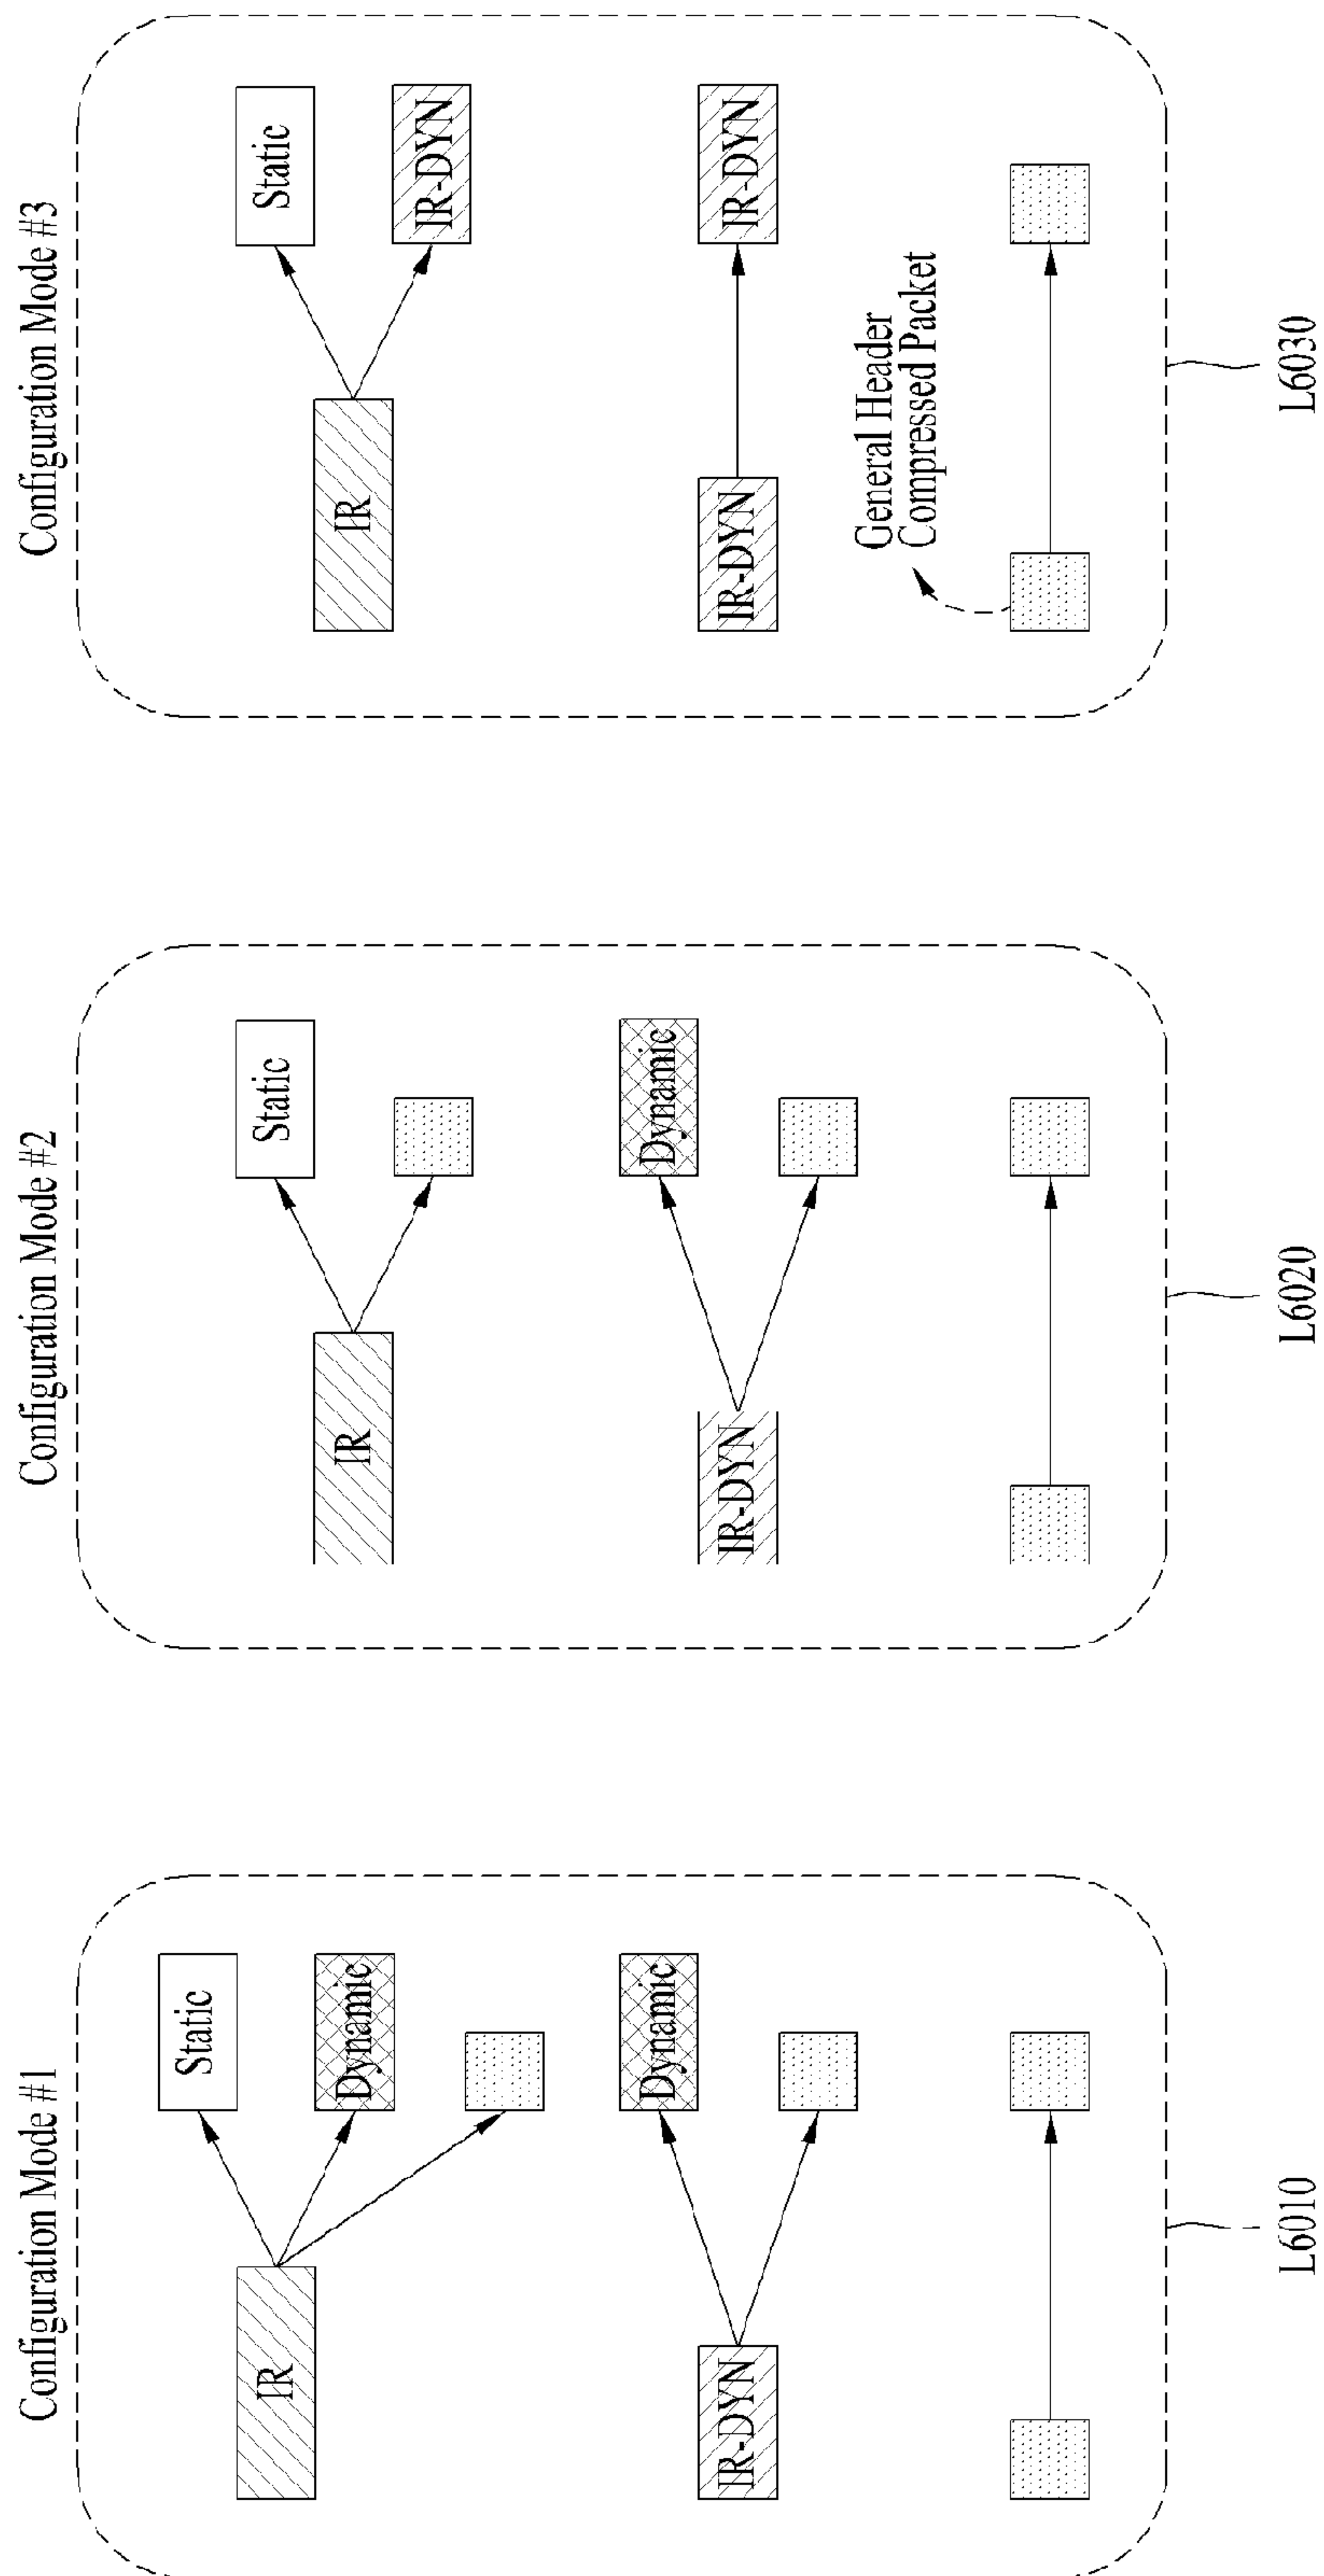 Configuration Mode #1
IR
Static
Dynamic
IR-DYN
Dynamic
L6010
Configuration Mode #2
IR
Static
IR-DYN
Dynamic
L6020
Configuration Mode #3
IR
Static
IR-DYN
IR-DYN
IR-DYN
General Header
Compressed Packet
L6030